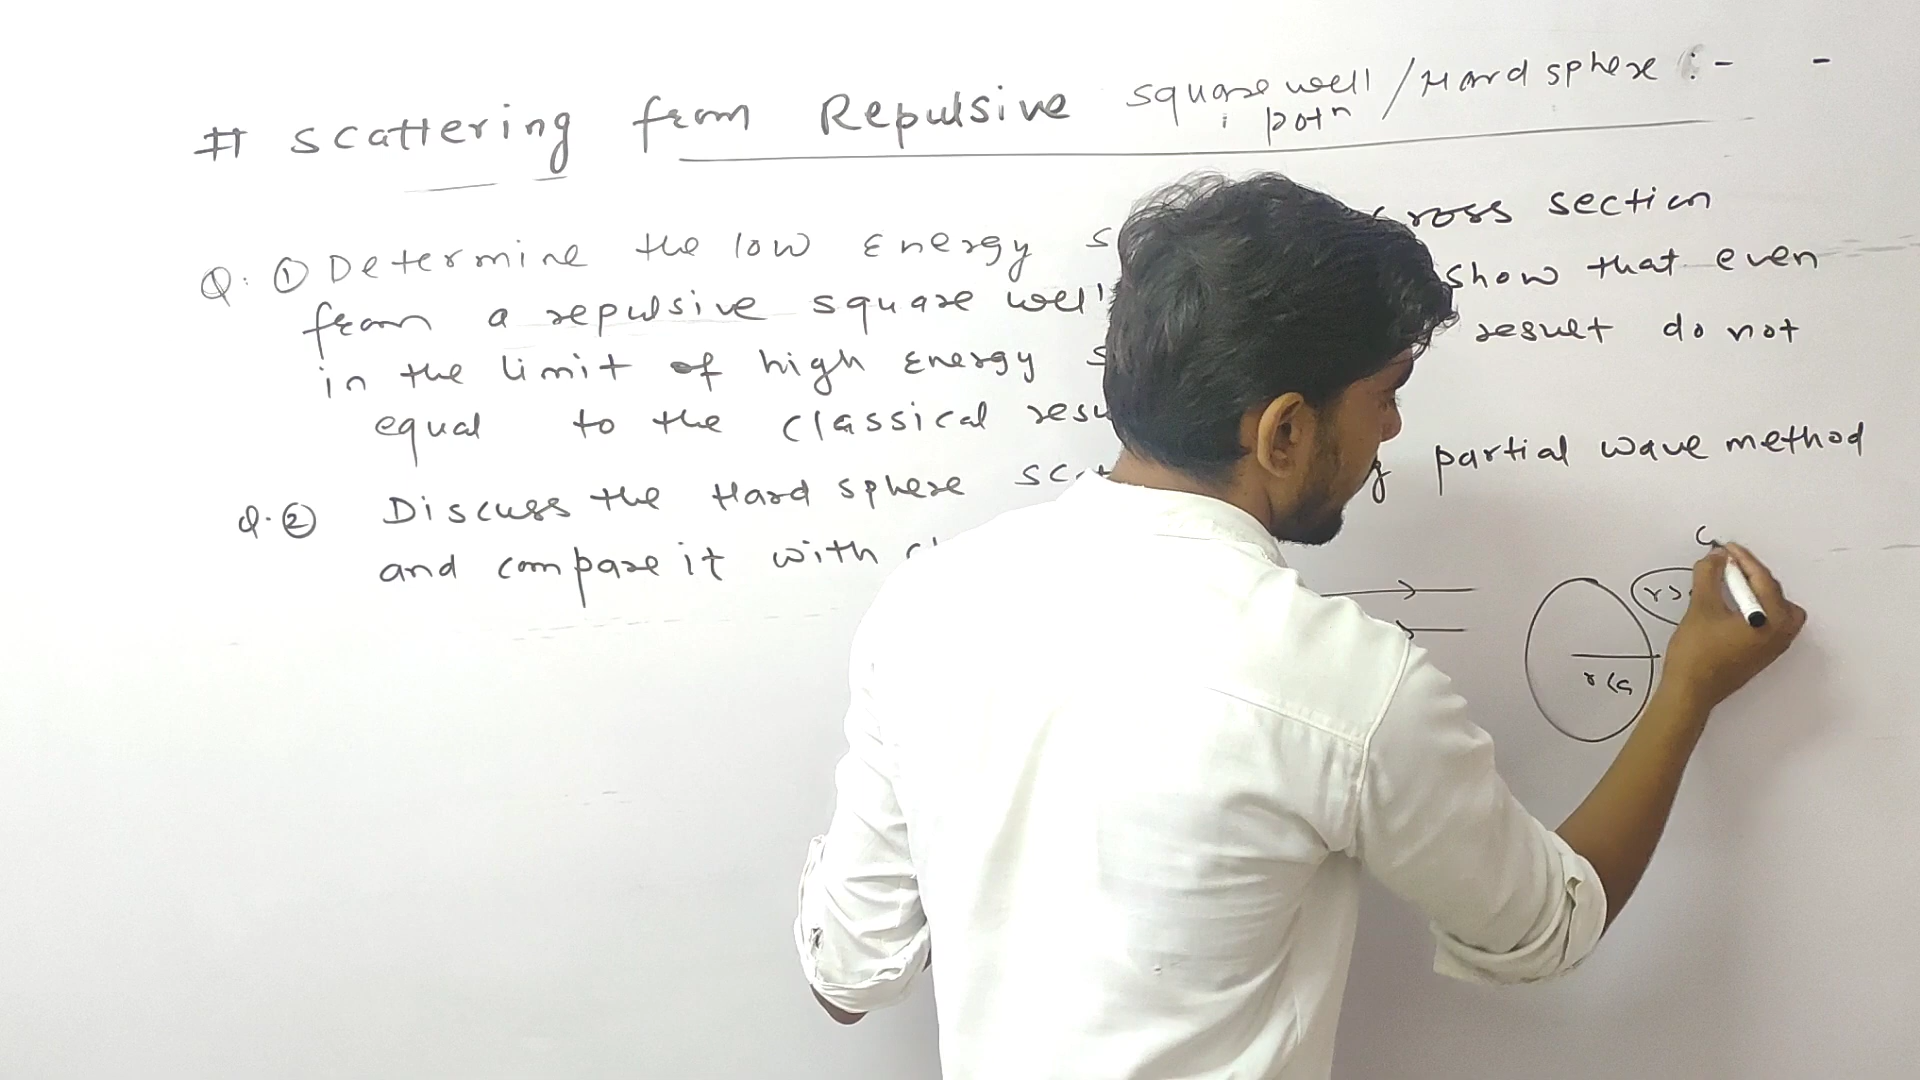 # Scattering from Repulsive square well / Hard sphere :-
potn
Q. ① Determine the low Energy cross section
from a repulsive square well show that even
in the limit of high Energy result do not
equal to the classical
Q. ② Discuss the Hard sphere partial wave method
and compare it with
r<a